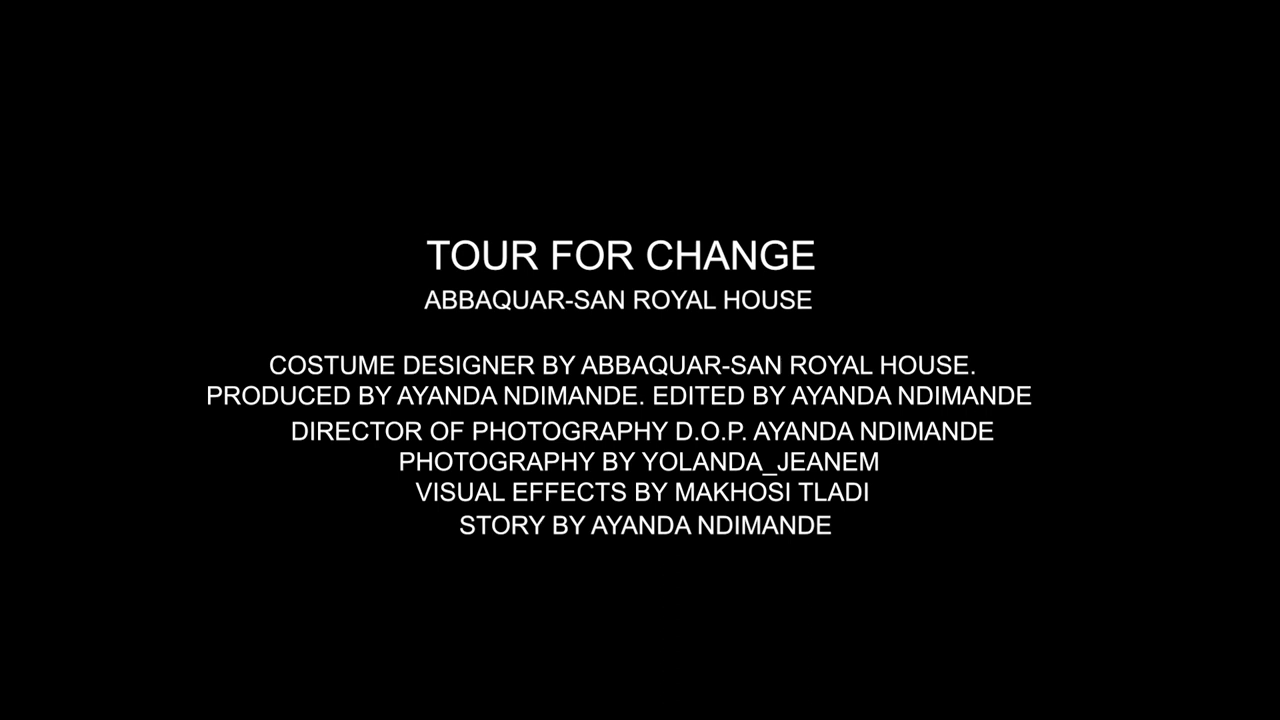 TOUR FOR CHANGE
ABBAQUAR-SAN ROYAL HOUSE
COSTUME DESIGNER BY ABBAQUAR-SAN ROYAL HOUSE.
PRODUCED BY AYANDA NDIMANDE. EDITED BY AYANDA NDIMANDE
DIRECTOR OF PHOTOGRAPHY D.O.P. AYANDA NDIMANDE
PHOTOGRAPHY BY YOLANDA_JEANEM
VISUAL EFFECTS BY MAKHOSI TLADI
STORY BY AYANDA NDIMANDE